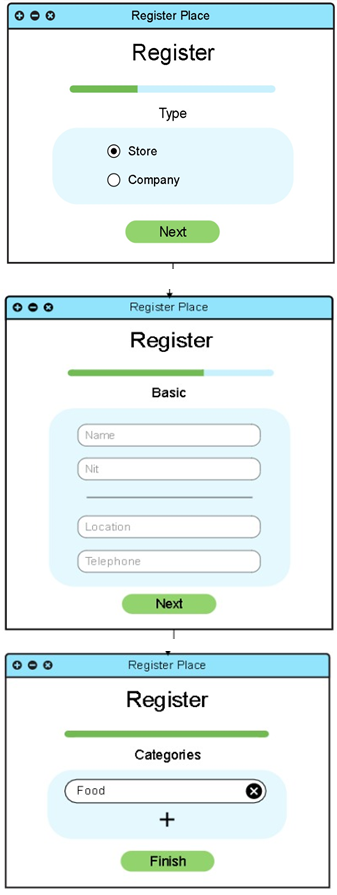 Register Place
Register
Type
Store
Company
Next
Register Place
Register
Basic
Name
Nit
Location
Telephone
Next
Register Place
Register
Categories
Food
Finish